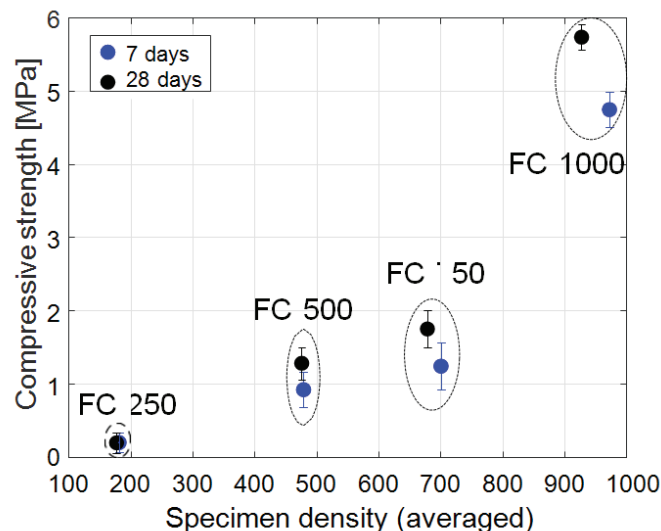 6
7 days
28 days
5
4
FC 1000
3
FC 750
FC 500
2
1
FC 250
0
100 200 300 400 500 600 700 800 900 1000
Compressive strength [MPa]
Specimen density (averaged)